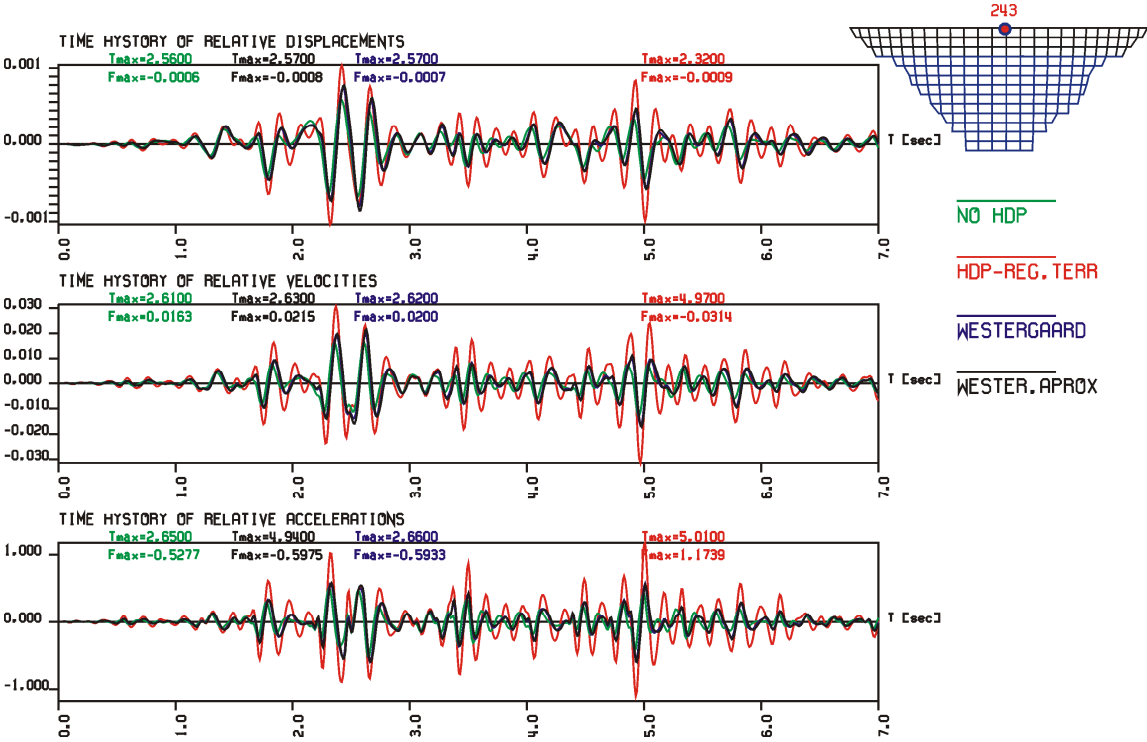 243
TIME HYSTORY OF RELATIVE DISPLACEMENTS
Tmax=2.5600 Tmax=2.5700 Tmax=2.5700 Tmax=2.3200
Fmax=-0.0006 Fmax=-0.0008 Fmax=-0.0007 Fmax=-0.0009
0.001
0.000
-0.001
T [sec]
0.0 1.0 2.0 3.0 4.0 5.0 6.0 7.0
NO HDP
HDP-REG.TERR
WESTERGAARD
WESTER.APROX
TIME HYSTORY OF RELATIVE VELOCITIES
Tmax=2.6100 Tmax=2.6300 Tmax=2.6200 Tmax=4.9700
Fmax=0.0163 Fmax=0.0215 Fmax=0.0200 Fmax=-0.0314
0.030
0.020
0.010
0.000
-0.010
-0.020
-0.030
T [sec]
0.0 1.0 2.0 3.0 4.0 5.0 6.0 7.0
TIME HYSTORY OF RELATIVE ACCELERATIONS
Tmax=2.6500 Tmax=4.9400 Tmax=2.6600 Tmax=5.0100
Fmax=-0.5277 Fmax=-0.5975 Fmax=-0.5933 Fmax=1.1739
1.000
0.000
-1.000
T [sec]
0.0 1.0 2.0 3.0 4.0 5.0 6.0 7.0